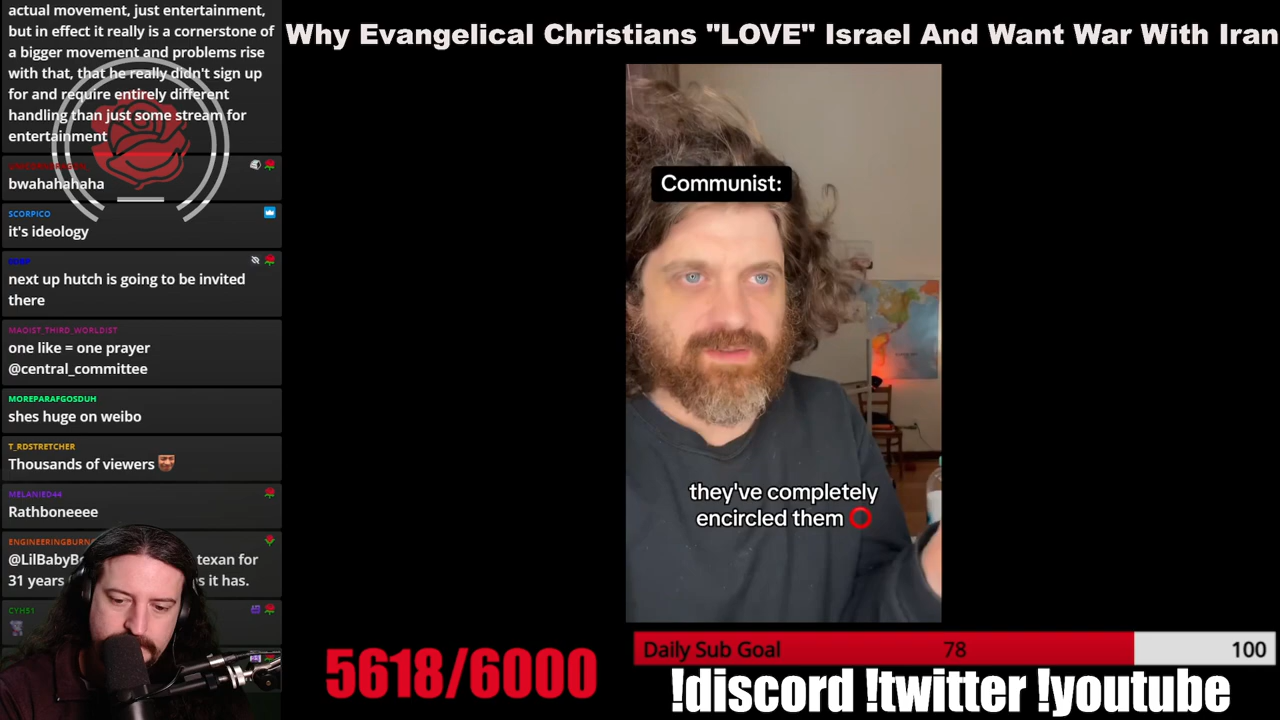 actual movement, just entertainment,
but in effect it really is a cornerstone of
a bigger movement and problems rise
with that, that he really didn't sign up
for and require entirely different
handling than just some stream for
entertainment
bwahahahaha
SCORPICO
it's ideology
next up hutch is going to be invited
there
MAOIST_THIRD_WORLDIST
one like = one prayer
@central_committee
MOREPARAFGOSDUH
shes huge on weibo
T_RDSTRETCHER
Thousands of viewers
MELANIED44
Rathboneeee
texan for
31 years
s it has.
CYH51
Why Evangelical Christians "LOVE" Israel And Want War With Iran
Communist:
they've completely
encircled them
5618/6000
Daily Sub Goal 78 100
!discord !twitter !youtube